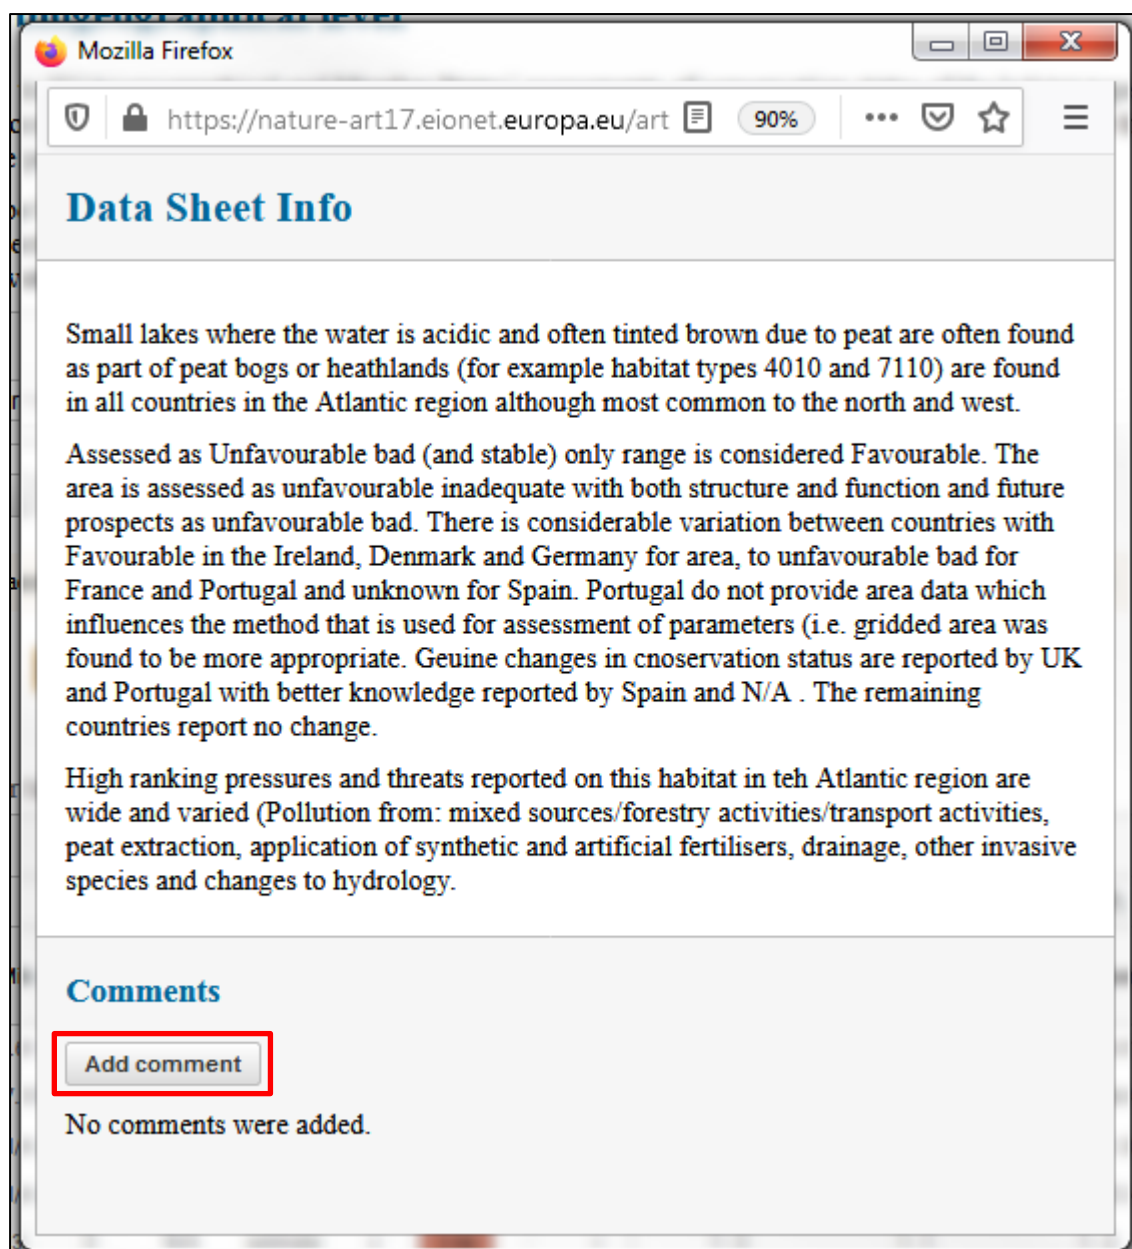 Mozilla Firefox
https://nature-art17.eionet.europa.eu/art
90%
Data Sheet Info
Small lakes where the water is acidic and often tinted brown due to peat are often found
as part of peat bogs or heathlands (for example habitat types 4010 and 7110) are found
in all countries in the Atlantic region although most common to the north and west.
Assessed as Unfavourable bad (and stable) only range is considered Favourable. The
area is assessed as unfavourable inadequate with both structure and function and future
prospects as unfavourable bad. There is considerable variation between countries with
Favourable in the Ireland, Denmark and Germany for area, to unfavourable bad for
France and Portugal and unknown for Spain. Portugal do not provide area data which
influences the method that is used for assessment of parameters (i.e. gridded area was
found to be more appropriate. Geuine changes in cnoservation status are reported by UK
and Portugal with better knowledge reported by Spain and N/A . The remaining
countries report no change.
High ranking pressures and threats reported on this habitat in teh Atlantic region are
wide and varied (Pollution from: mixed sources/forestry activities/transport activities,
peat extraction, application of synthetic and artificial fertilisers, drainage, other invasive
species and changes to hydrology.
Comments
Add comment
No comments were added.